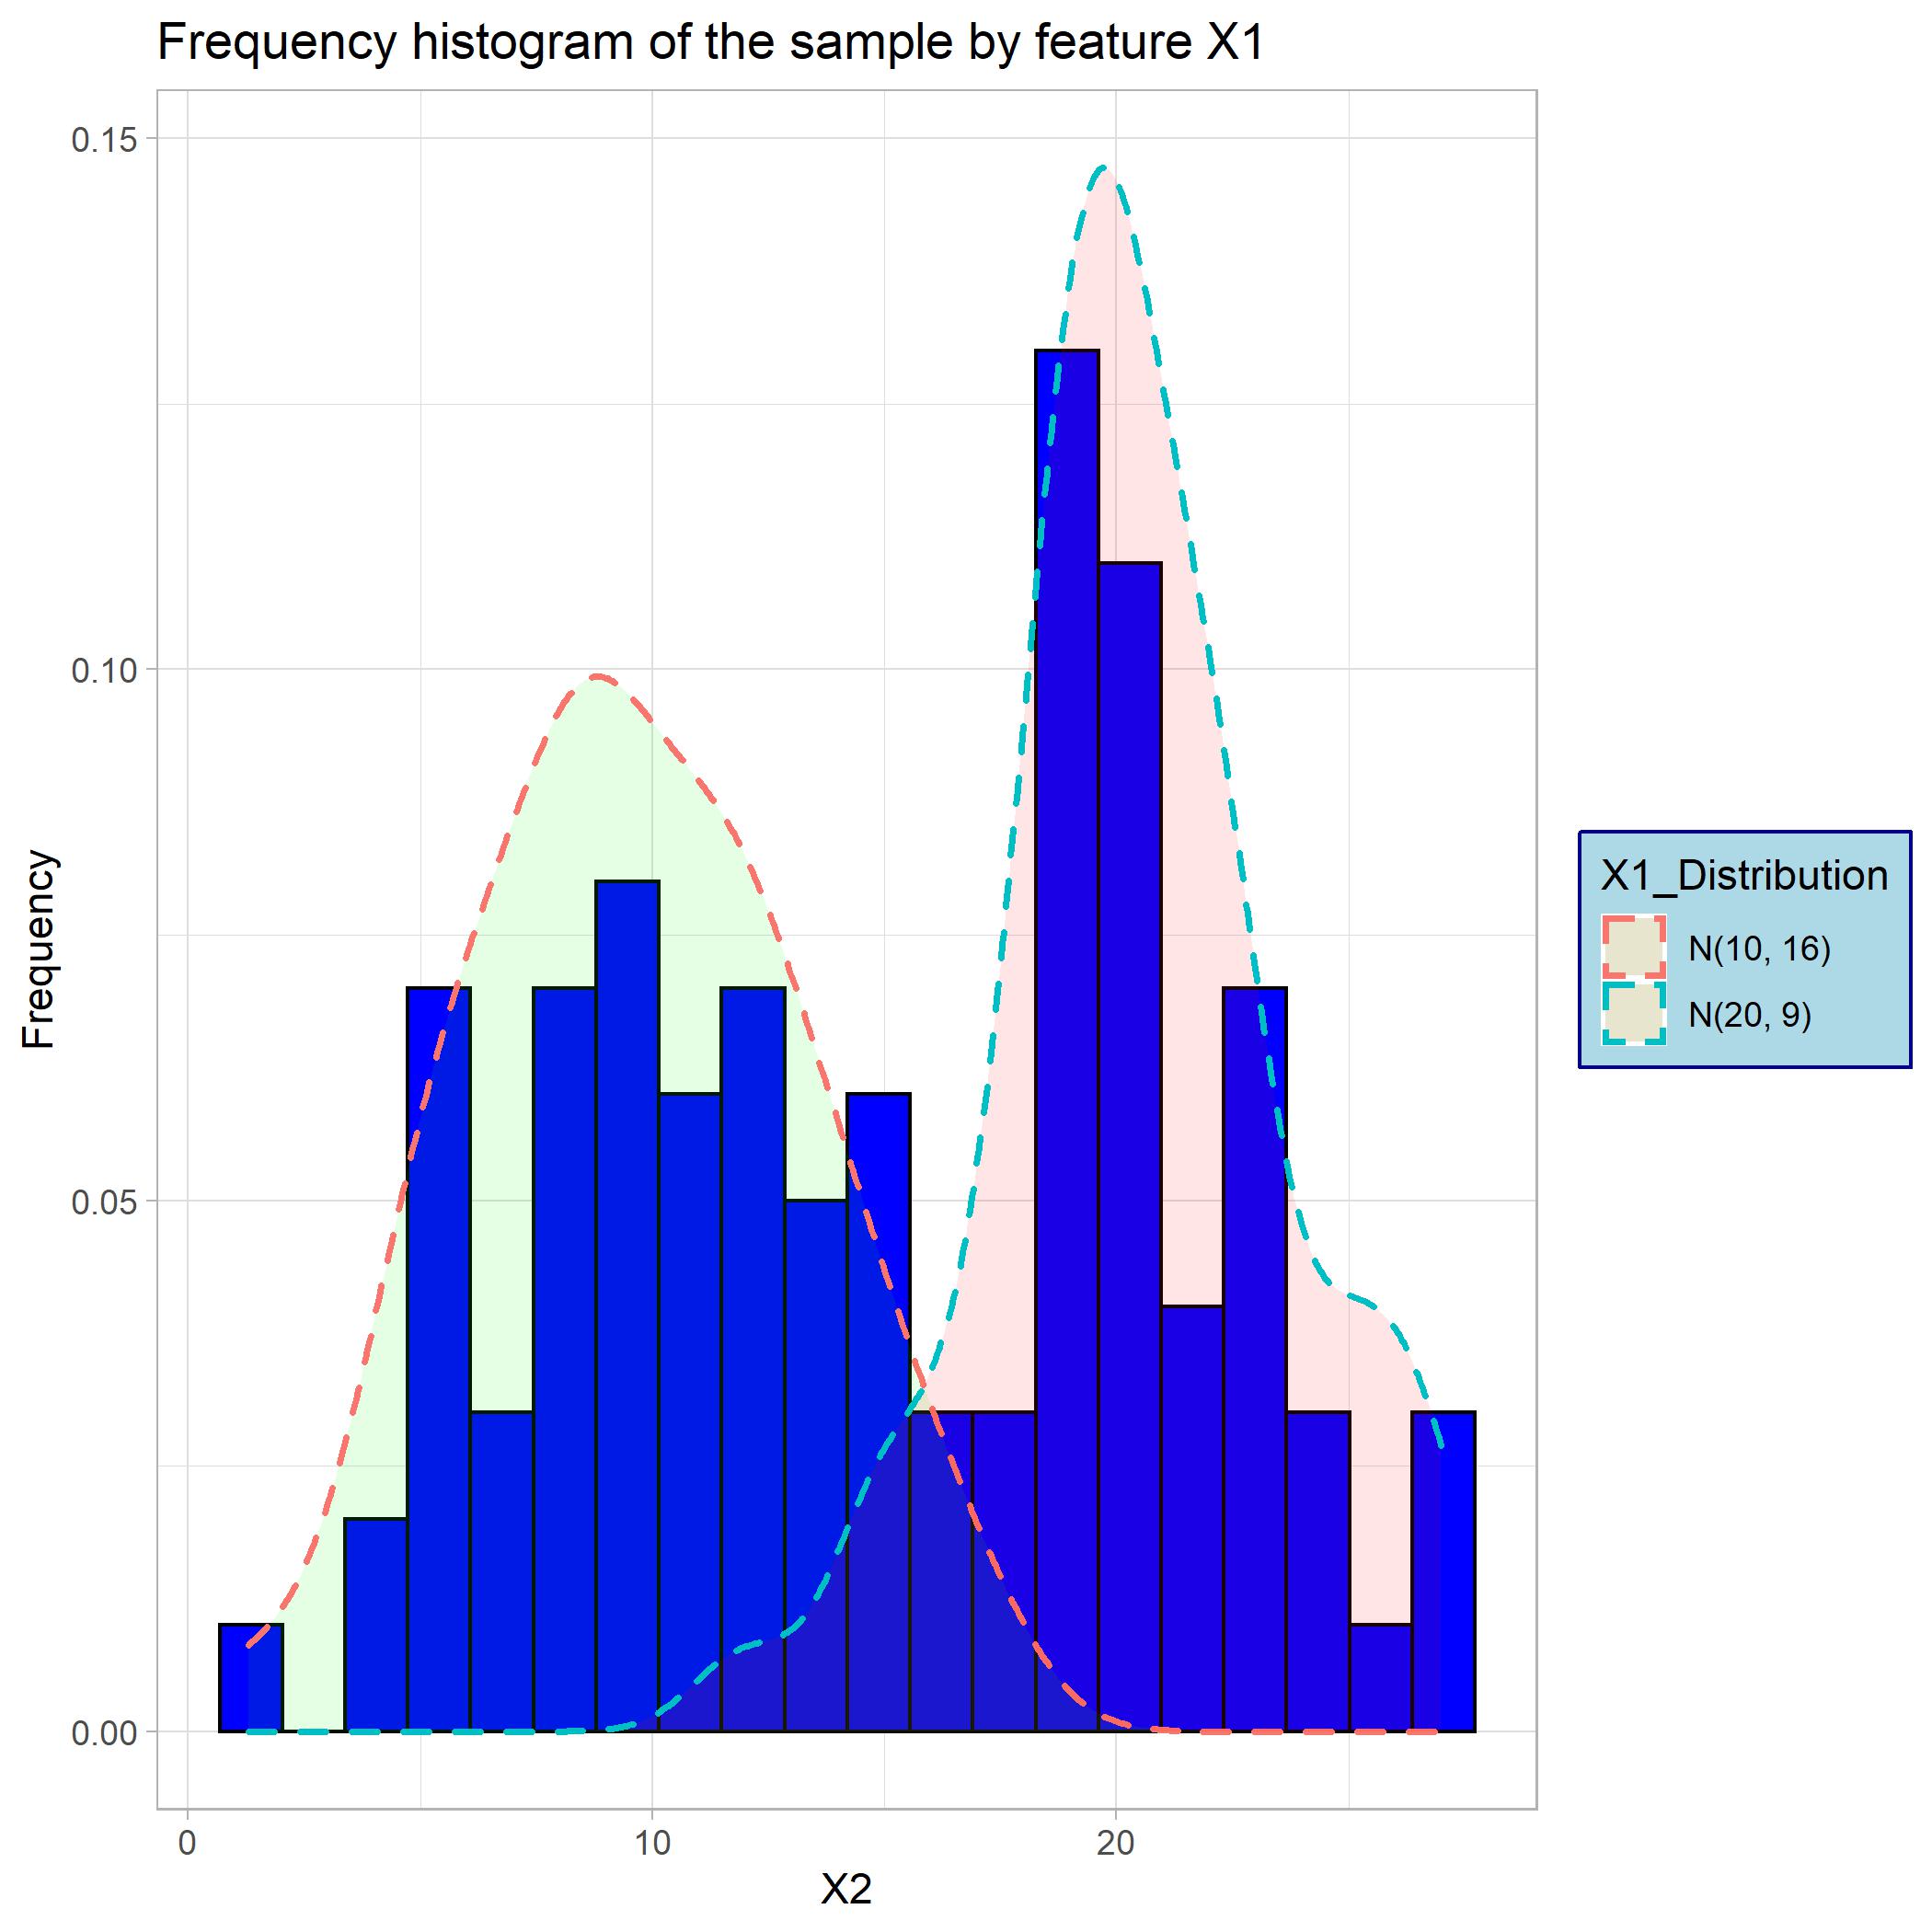 Frequency histogram of the sample by feature X1
0.15
0.10
0.05
0.00
Frequency
0
10
20
X2
X1_Distribution
N(10, 16)
N(20, 9)